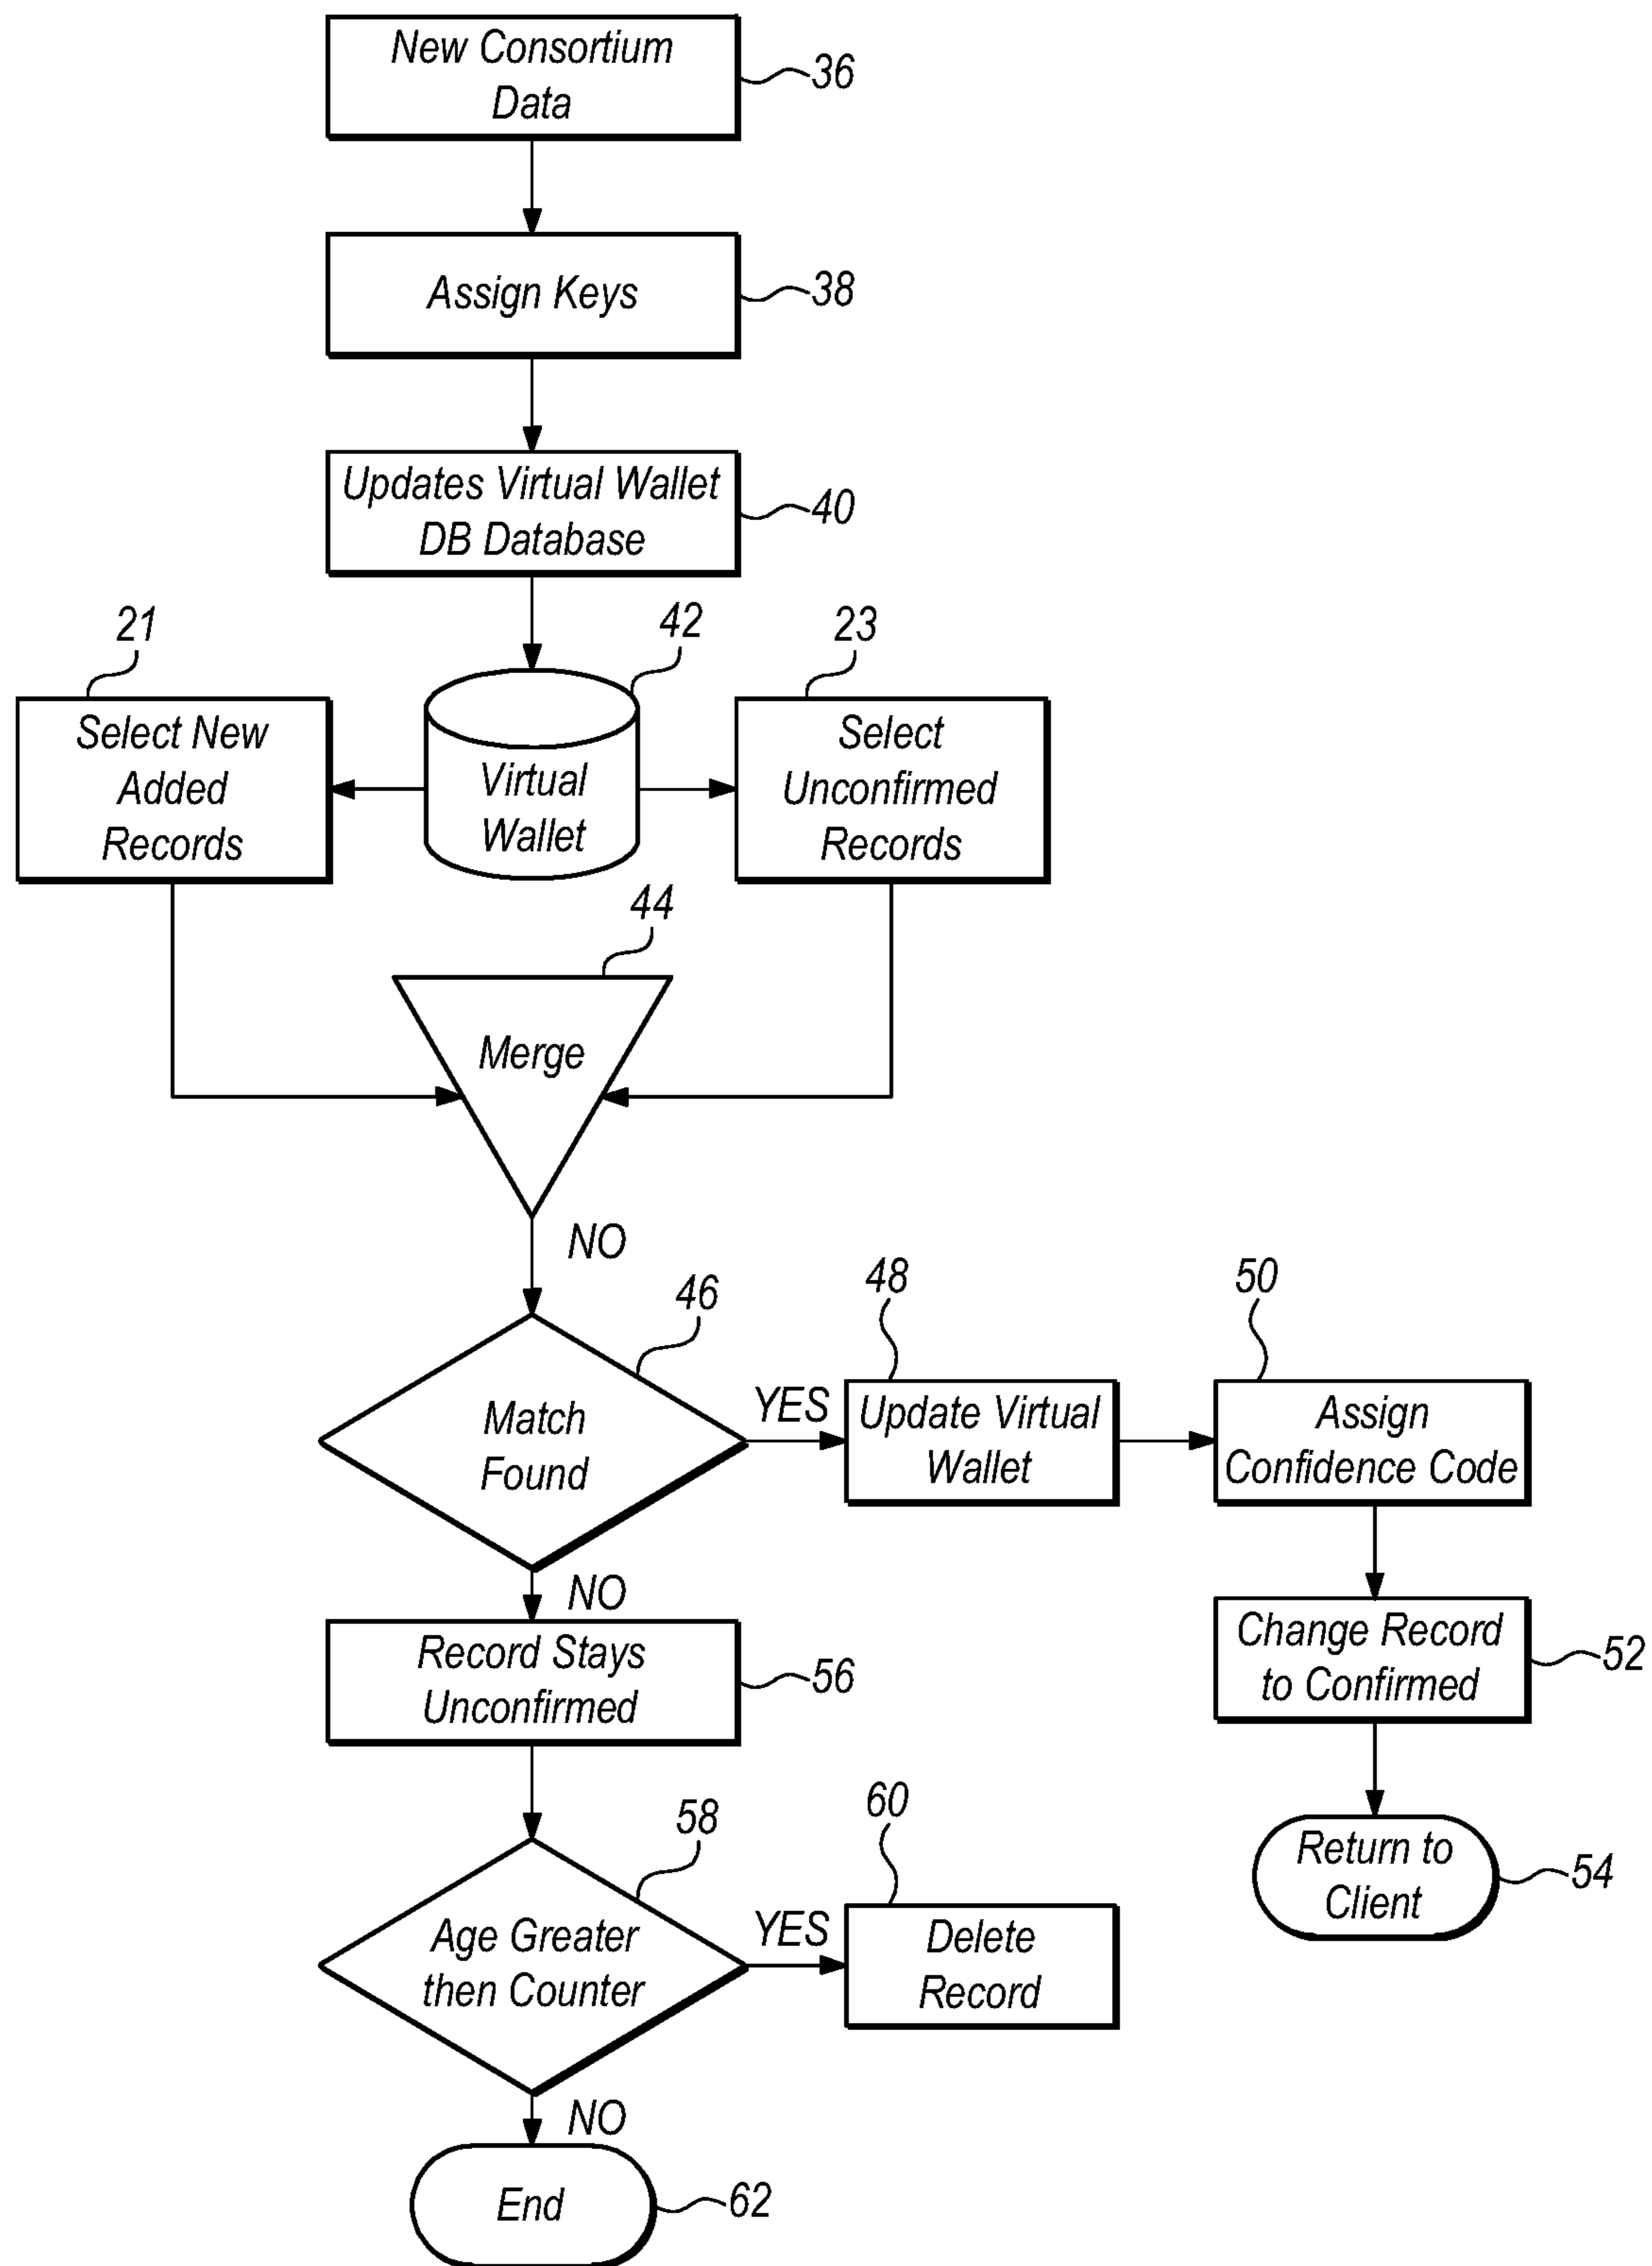 New Consortium
Data
36
Assign Keys
38
Updates Virtual Wallet
DB Database
40
21
42
23
Select New
Added
Records
Virtual
Wallet
Select
Unconfirmed
Records
44
Merge
NO
46
48
50
Match
Found
YES
Update Virtual
Wallet
Assign
Confidence Code
NO
Record Stays
Unconfirmed
56
Change Record
to Confirmed
52
58
60
Return to
Client
54
Age Greater
then Counter
YES
Delete
Record
NO
End
62